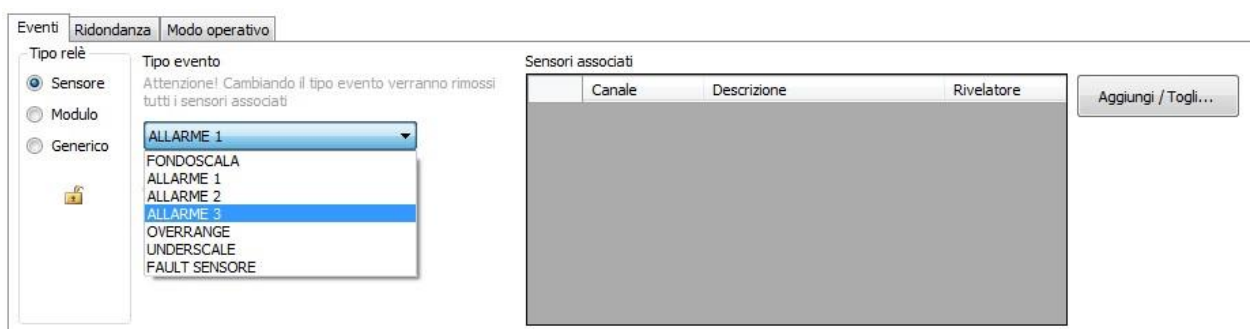 Eventi Ridondanza Modo operativo
Tipo relè
Sensore
Modulo
Generico
Tipo evento
Attenzione! Cambiando il tipo evento verranno rimossi
tutti i sensori associati
ALLARME 1
FONDOSCALA
ALLARME 1
ALLARME 2
ALLARME 3
OVERRANGE
UNDERSCALE
FAULT SENSORE
Sensori associati
Canale Descrizione Rivelatore
Aggiungi / Togli...